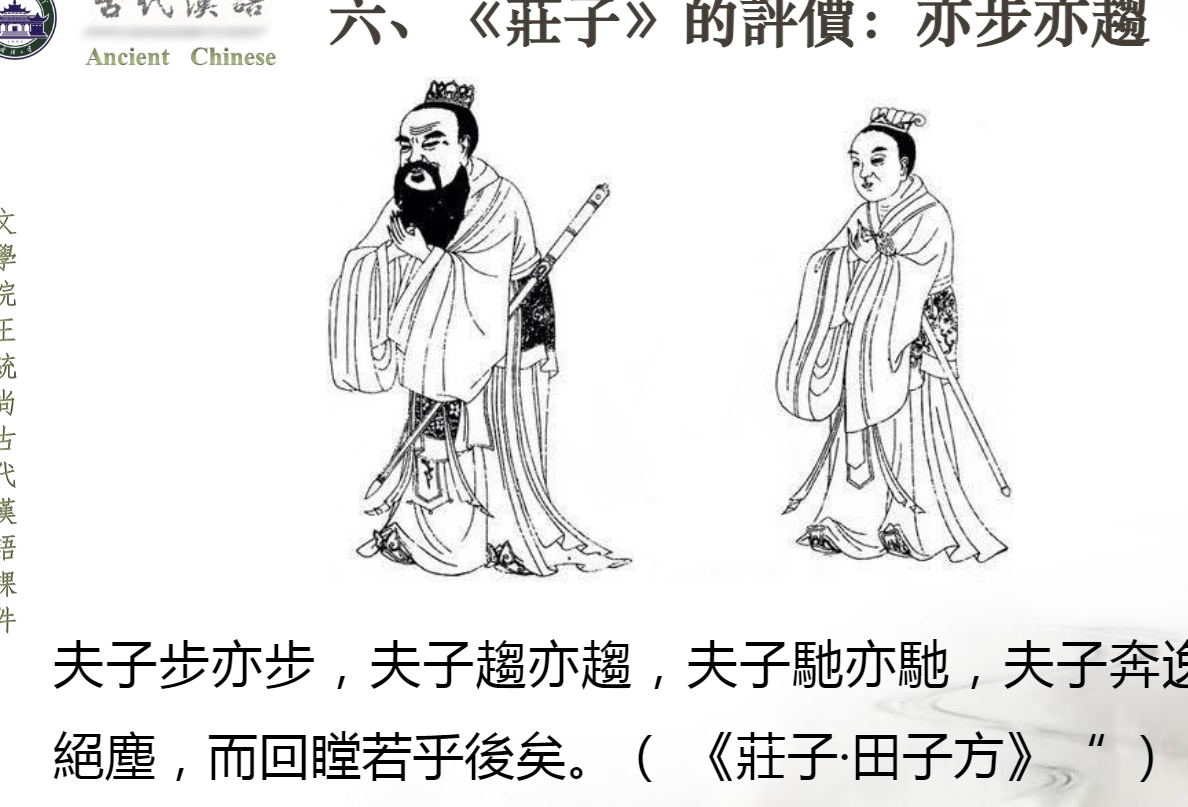 古代漢語
Ancient Chinese
六、《莊子》的評價：亦步亦趨
文學院王統尚古代漢語課件
夫子步亦步，夫子趨亦趨，夫子馳亦馳，夫子奔逸
絕塵，而回瞠若乎後矣。（《莊子·田子方》“ ）